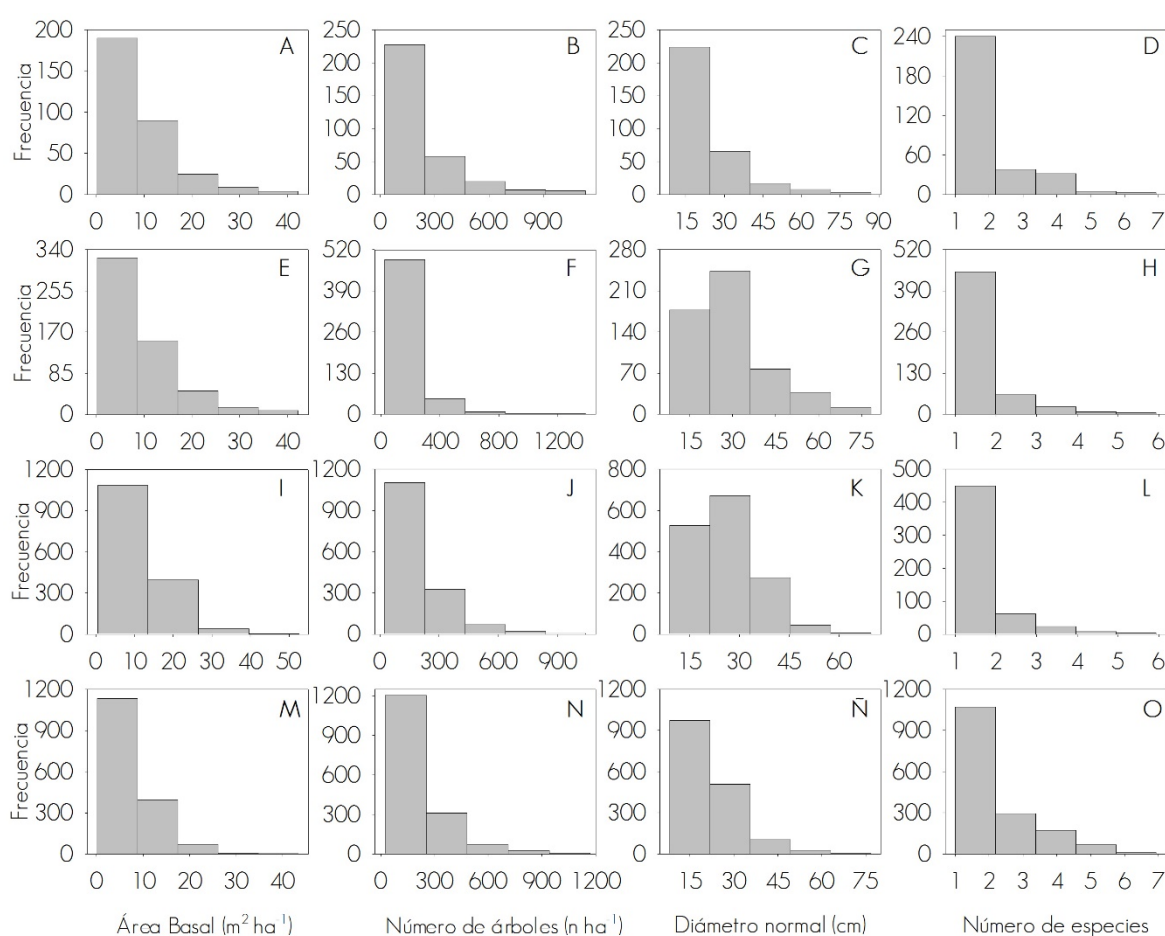 200 150 100 50 0 Frecuencia A 0 10 20 30 40
250 200 150 100 50 0 B 300 600 900
250 200 150 100 50 0 C 15 30 45 60 75 90
240 180 120 60 0 D 1 2 3 4 5 6 7
340 255 170 85 0 Frecuencia E 0 10 20 30 40
520 390 260 130 0 F 400 800 1200
280 210 140 70 0 G 15 30 45 60 75
520 390 260 130 0 H 1 2 3 4 5 6
1200 900 600 300 0 Frecuencia I 0 10 20 30 40 50
1200 900 600 300 0 J 300 600 900
800 600 400 200 0 K 15 30 45 60
500 400 300 200 100 0 L 1 2 3 4 5 6
1200 900 600 300 0 Frecuencia M 0 10 20 30 40
1200 900 600 300 0 N 300 600 900 1200
1200 900 600 300 0 Ñ 15 30 45 60 75
1200 900 600 300 0 O 1 2 3 4 5 6 7
Área Basal (m² ha⁻¹)
Número de árboles (n ha⁻¹)
Diámetro normal (cm)
Número de especies